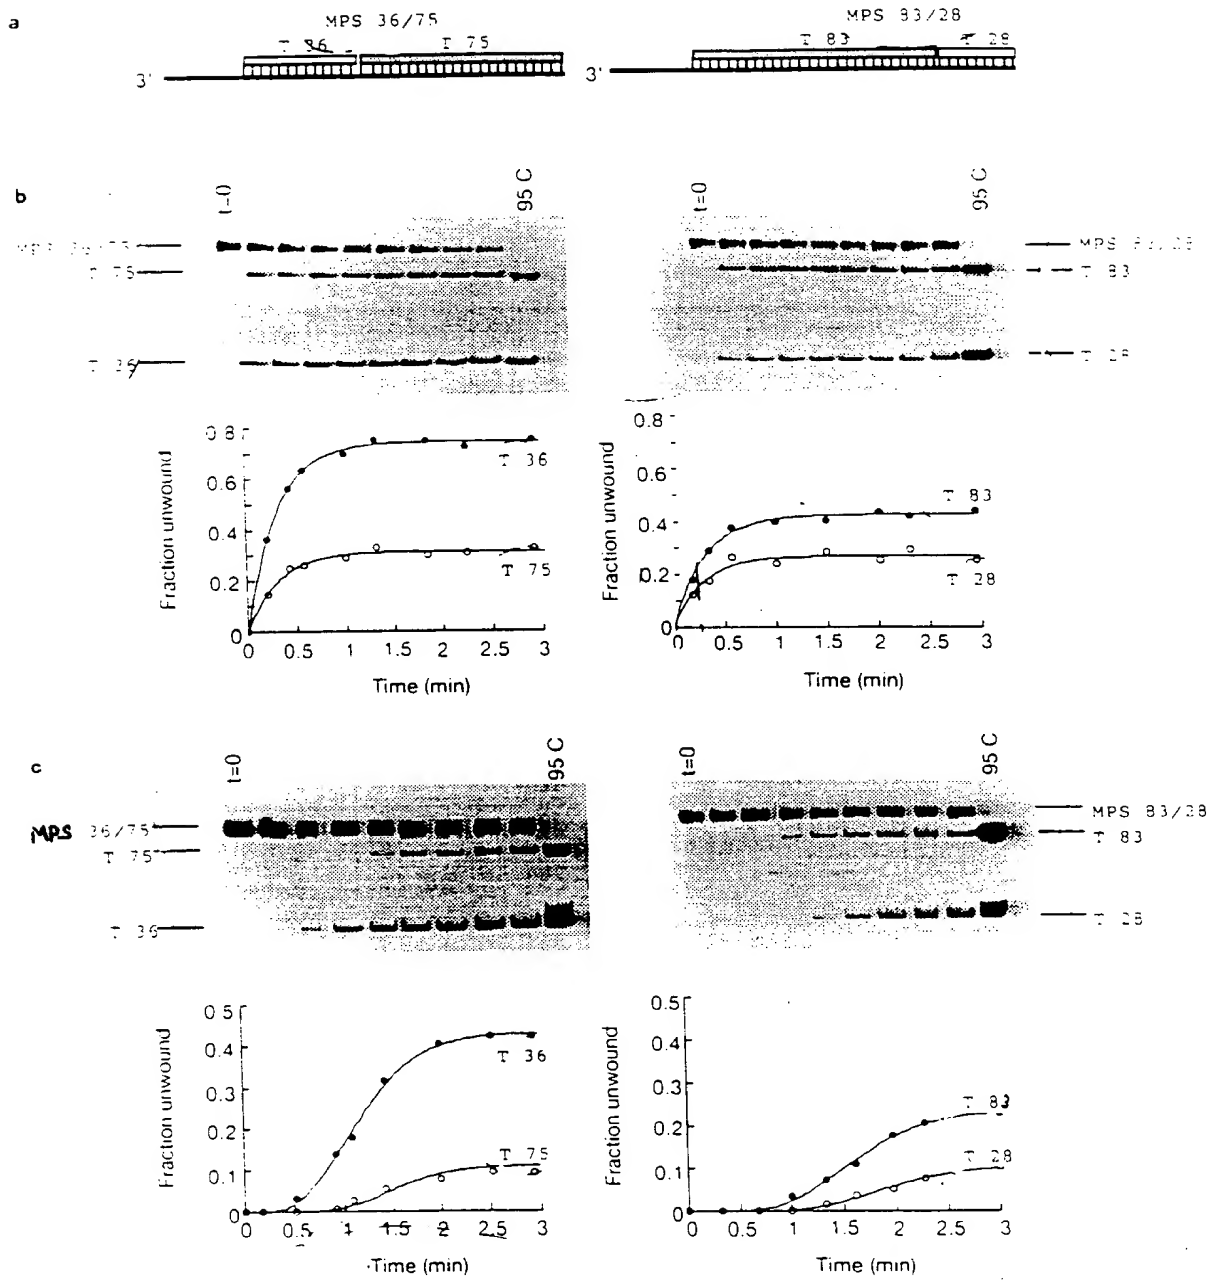 a
MPS 36/75
T 36
T 75
3'
MPS 83/28
T 83
T 28
3'
b
t=0
95 C
T 75
T 36
t=0
95 C
MPS 83/28
T 83
T 28
Fraction unwound
0.8
0.6
0.4
0.2
0
T 36
T 75
0 0.5 1 1.5 2 2.5 3
Time (min)
Fraction unwound
0.8
0.6
0.4
0.2
0
T 83
T 28
0 0.5 1 1.5 2 2.5 3
Time (min)
c
t=0
95 C
MPS 36/75
T 75
T 36
t=0
95 C
MPS 83/28
T 83
T 28
Fraction unwound
0.5
0.4
0.3
0.2
0.1
0
T 36
T 75
0 1 1.5 2 2.5 3
Time (min)
Fraction unwound
0.5
0.4
0.3
0.2
0.1
0
T 83
T 28
0 0.5 1 1.5 2 2.5 3
Time (min)